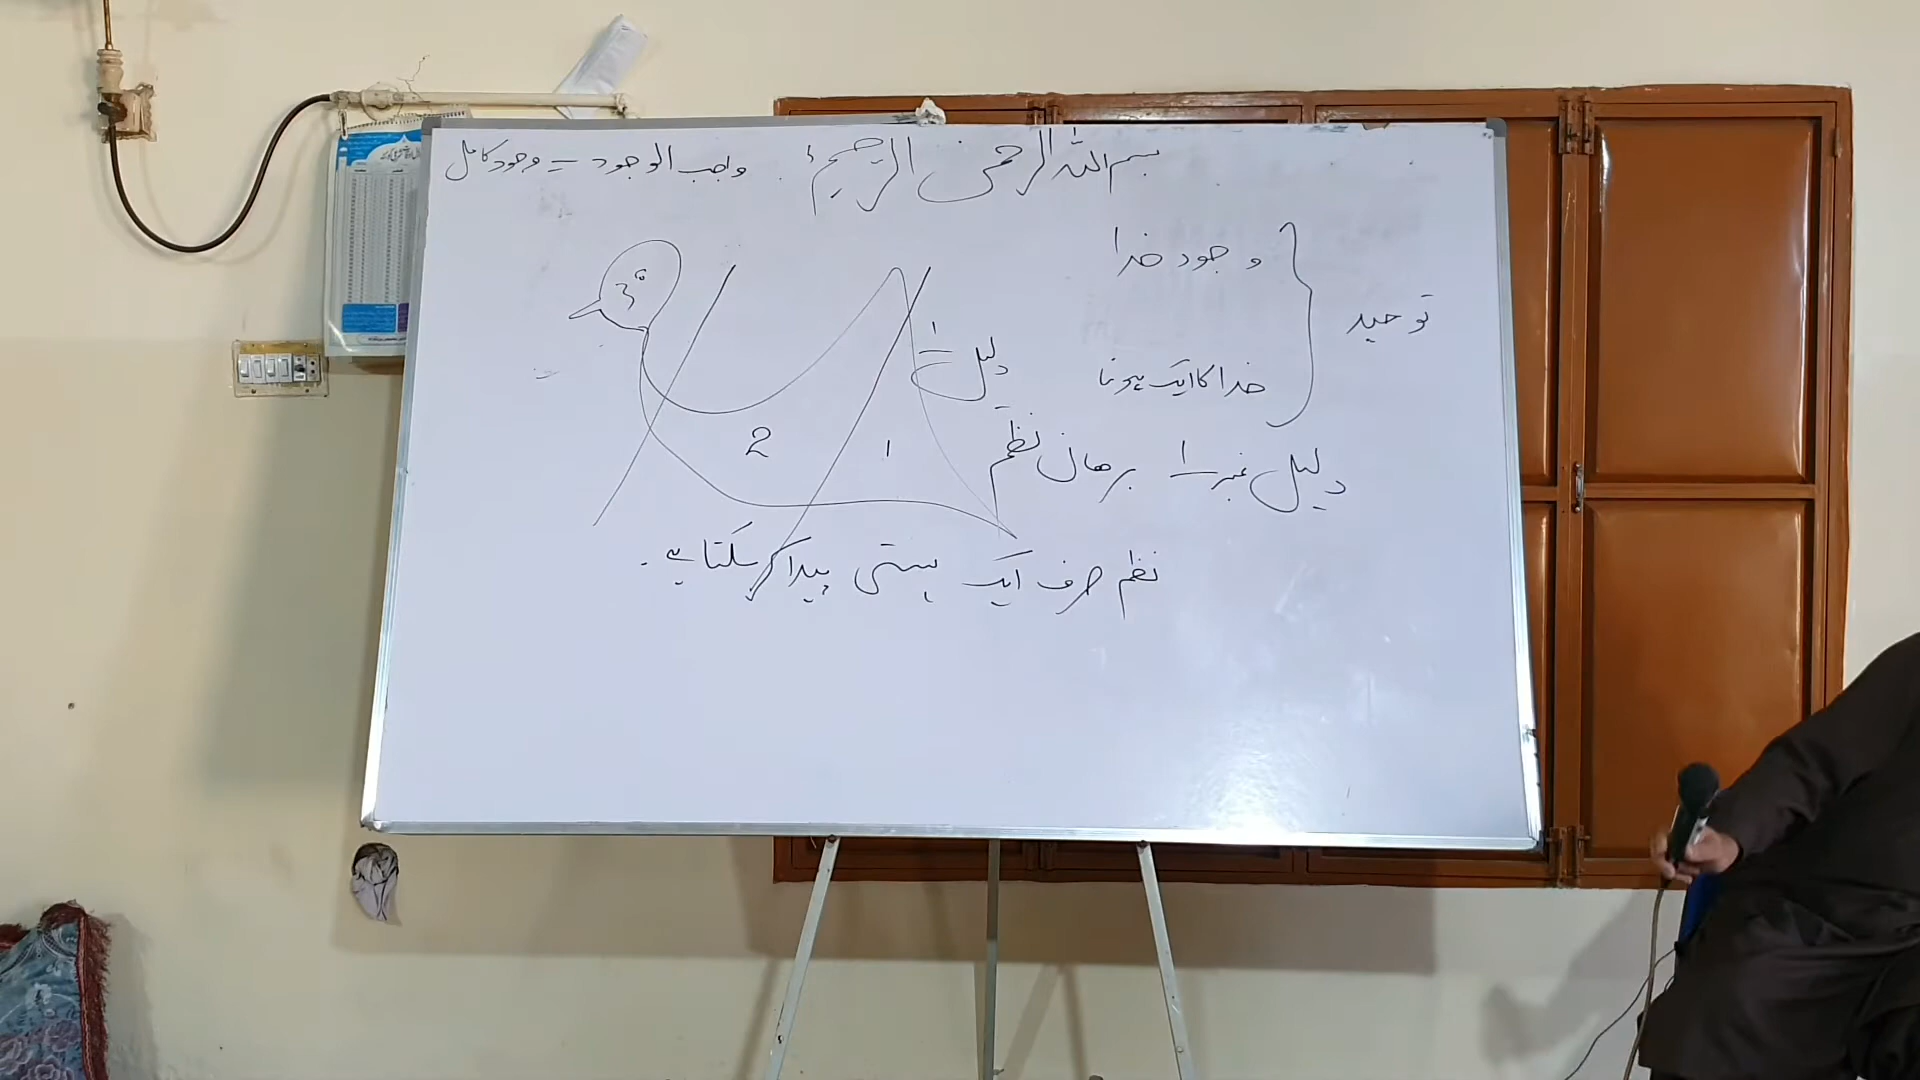 بسم اللہ الرحمن الرحیم
واجب الوجود = وجود کامل
وجود خدا
توحید
خدا کا ایک ہونا
دلیل ۱
3
2
1
دلیل نمبر ۱ برھان نظم
نظم صرف ایک ہستی پیدا کر سکتا ہے۔